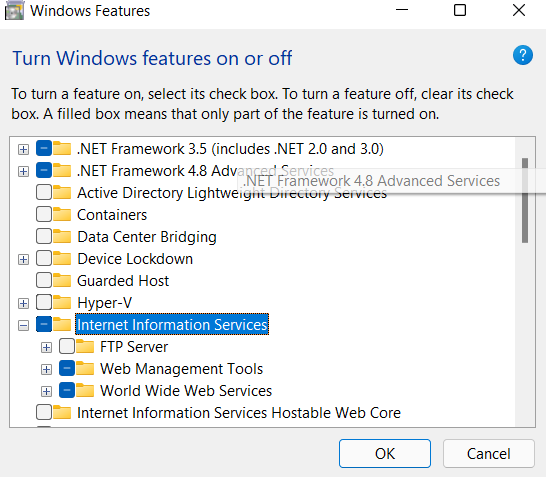 Windows Features
Turn Windows features on or off
?
To turn a feature on, select its check box. To turn a feature off, clear its check
box. A filled box means that only part of the feature is turned on.
.NET Framework 3.5 (includes .NET 2.0 and 3.0)
.NET Framework 4.8 Advanced Services
.NET Framework 4.8 Advanced Services
Active Directory Lightweight Directory Services
Containers
Data Center Bridging
Device Lockdown
Guarded Host
Hyper-V
Internet Information Services
FTP Server
Web Management Tools
World Wide Web Services
Internet Information Services Hostable Web Core
OK
Cancel